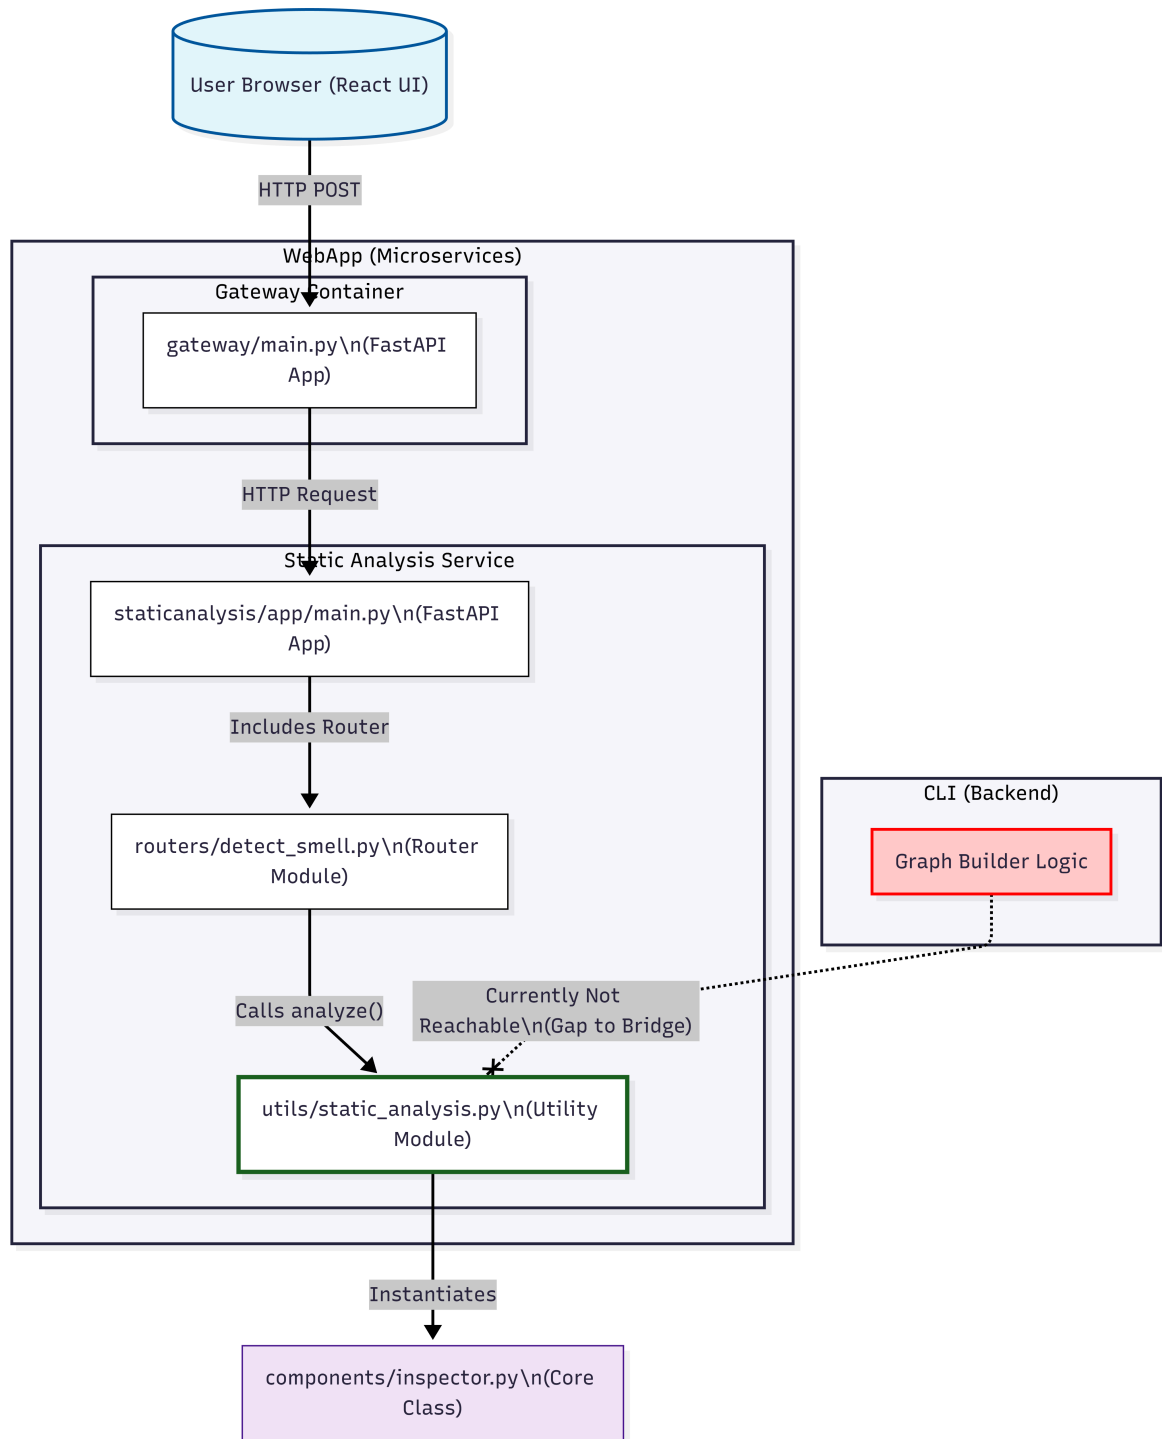 User Browser (React UI)
HTTP POST
WebApp (Microservices)
Gateway Container
gateway/main.py\n(FastAPI
App)
HTTP Request
Static Analysis Service
staticanalysis/app/main.py\n(FastAPI
App)
Includes Router
routers/detect_smell.py\n(Router
Module)
CLI (Backend)
Graph Builder Logic
Calls analyze()
Currently Not
Reachable\n(Gap to Bridge)
utils/static_analysis.py\n(Utility
Module)
Instantiates
components/inspector.py\n(Core
Class)